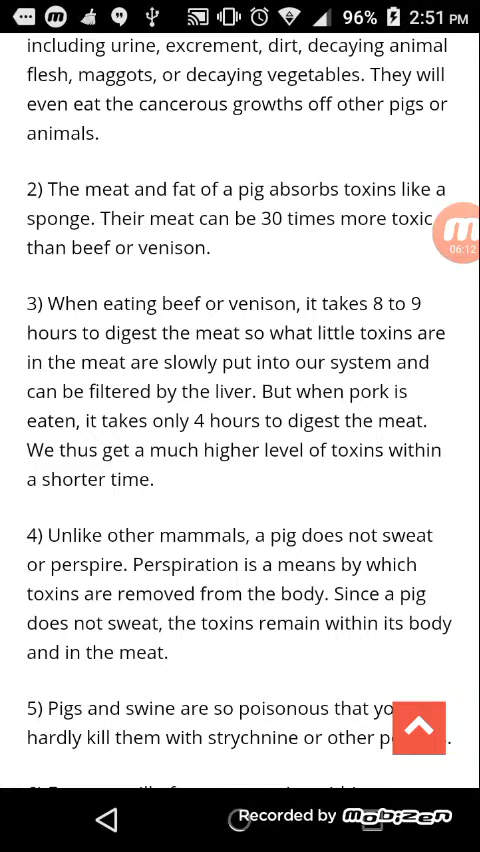 96% 2:51 PM
including urine, excrement, dirt, decaying animal
flesh, maggots, or decaying vegetables. They will
even eat the cancerous growths off other pigs or
animals.
2) The meat and fat of a pig absorbs toxins like a
sponge. Their meat can be 30 times more toxic
than beef or venison.
06:12
3) When eating beef or venison, it takes 8 to 9
hours to digest the meat so what little toxins are
in the meat are slowly put into our system and
can be filtered by the liver. But when pork is
eaten, it takes only 4 hours to digest the meat.
We thus get a much higher level of toxins within
a shorter time.
4) Unlike other mammals, a pig does not sweat
or perspire. Perspiration is a means by which
toxins are removed from the body. Since a pig
does not sweat, the toxins remain within its body
and in the meat.
5) Pigs and swine are so poisonous that
hardly kill them with strychnine or other
Recorded by Mobizen